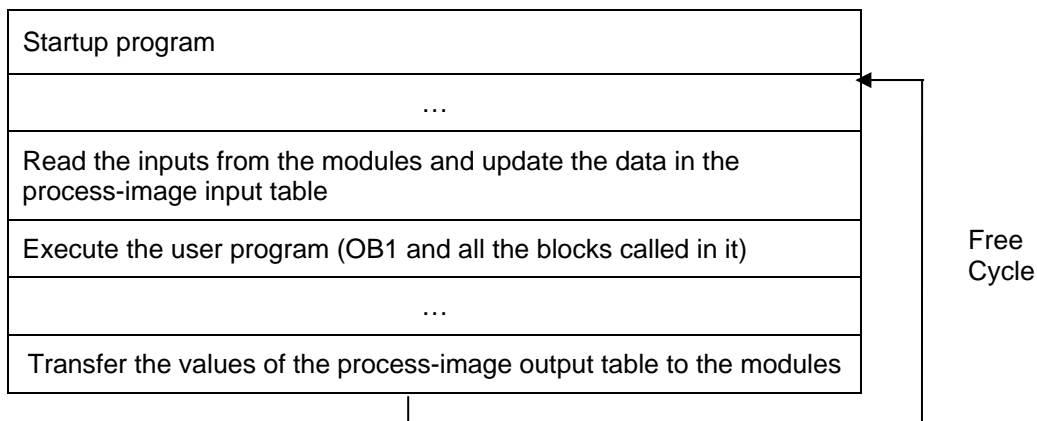 Startup program
…
Read the inputs from the modules and update the data in the
process-image input table
Execute the user program (OB1 and all the blocks called in it)
…
Transfer the values of the process-image output table to the modules
Free
Cycle